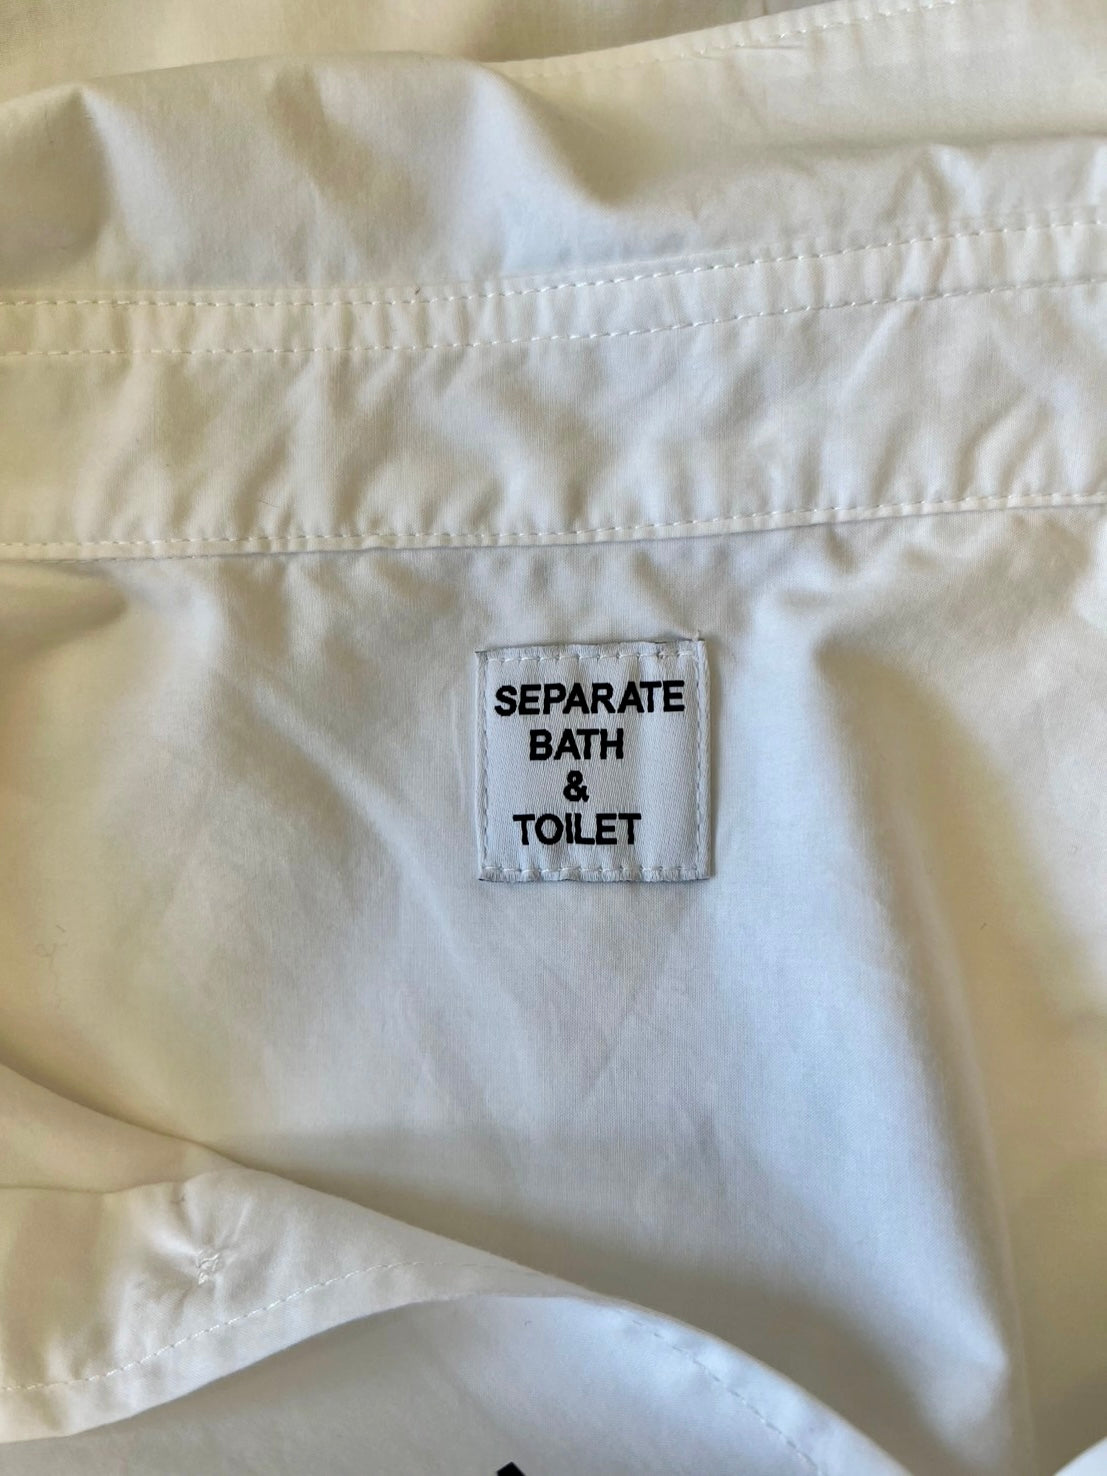 SEPARATE
BATH
&
TOILET